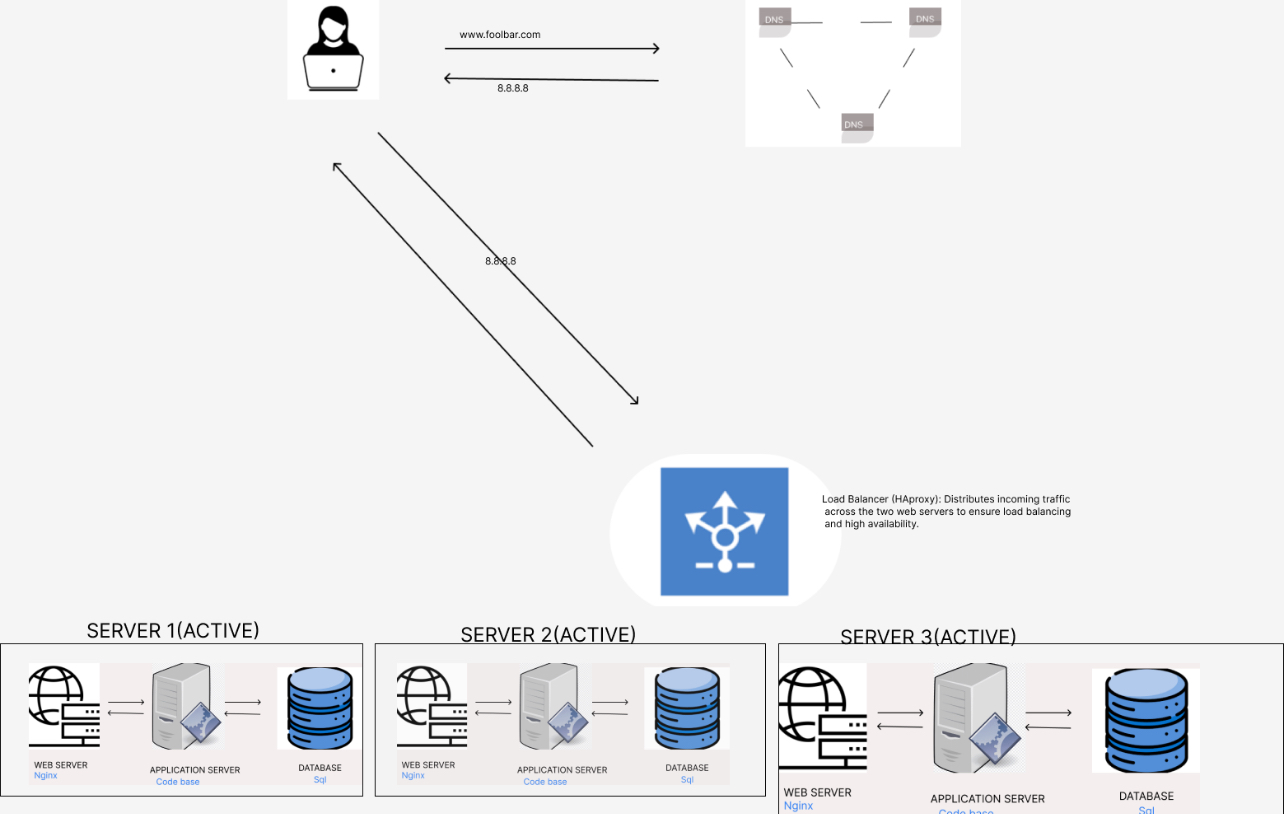 www.foolbar.com
8.8.8.8
DNS
DNS
DNS
8.8.8.8
Load Balancer (HAproxy): Distributes incoming traffic
across the two web servers to ensure load balancing
and high availability.
SERVER 1(ACTIVE)
WEB SERVER
Nginx
APPLICATION SERVER
Code base
DATABASE
Sql
SERVER 2(ACTIVE)
WEB SERVER
Nginx
APPLICATION SERVER
Code base
DATABASE
Sql
SERVER 3(ACTIVE)
WEB SERVER
Nginx
APPLICATION SERVER
Code base
DATABASE
Sql